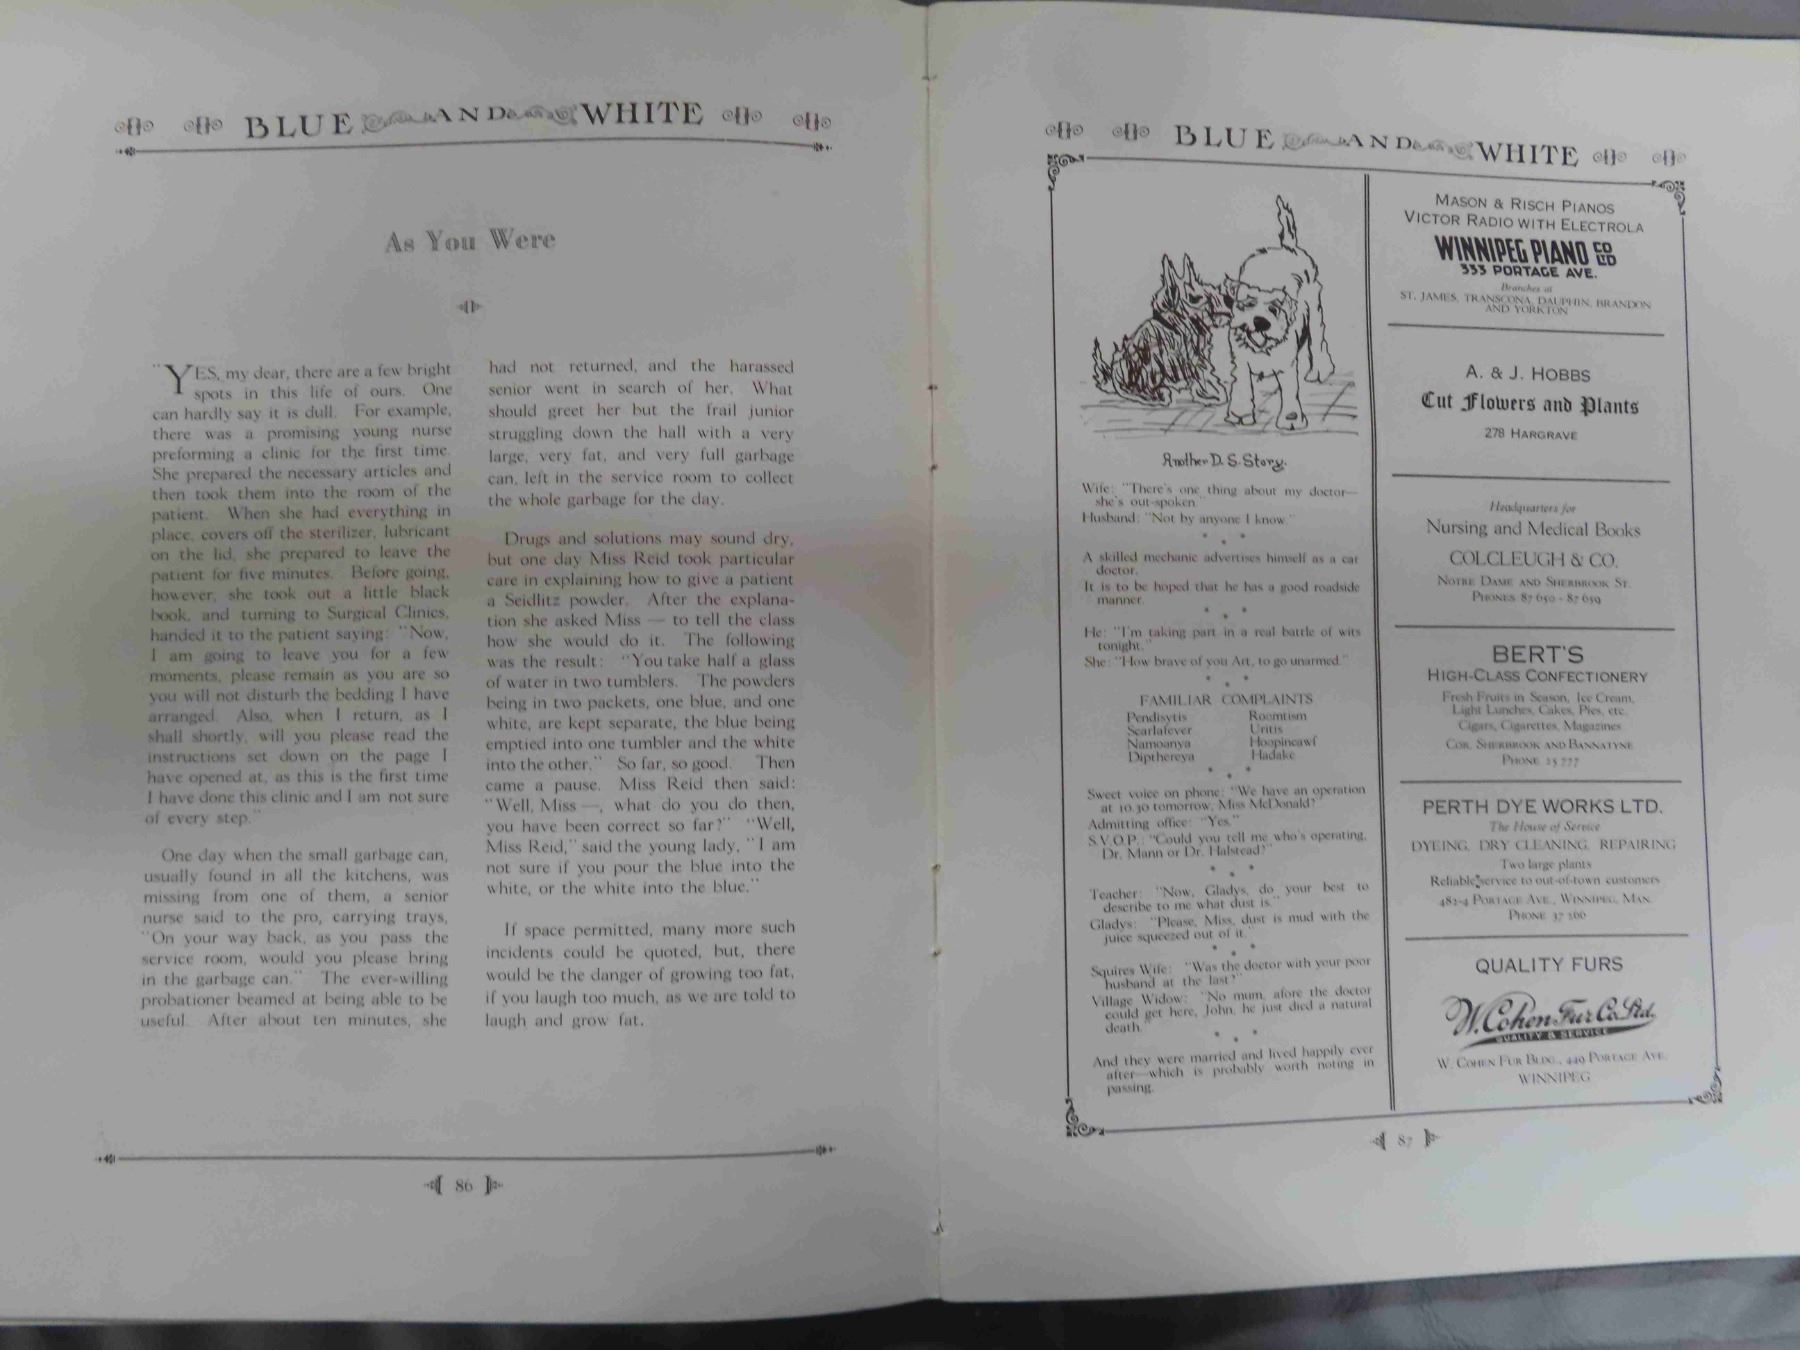 BLUE AND WHITE
As You Were
"YES, my dear, there are a few bright
spots in this life of ours. One
can hardly say it is dull. For example,
there was a promising young nurse
preforming a clinic for the first time.
She prepared the necessary articles and
then took them into the room of the
patient. When she had everything in
place, covers off the sterilizer, lubricant
on the lid, she prepared to leave the
patient for five minutes. Before going,
however, she took out a little black
book, and turning to Surgical Clinics,
handed it to the patient saying: "Now,
I am going to leave you for a few
moments, please remain as you are so
you will not disturb the bedding I have
arranged. Also, when I return, as I
shall shortly, will you please read the
instructions set down on the page I
have opened at, as this is the first time
I have done this clinic and I am not sure
of every step."
One day when the small garbage can,
usually found in all the kitchens, was
missing from one of them, a senior
nurse said to the pro, carrying trays,
"On your way back, as you pass the
service room, would you please bring
in the garbage can." The ever-willing
probationer beamed at being able to be
useful. After about ten minutes, she
had not returned, and the harassed
senior went in search of her. What
should greet her but the frail junior
struggling down the hall with a very
large, very fat, and very full garbage
can, left in the service room to collect
the whole garbage for the day.
Drugs and solutions may sound dry,
but one day Miss Reid took particular
care in explaining how to give a patient
a Seidlitz powder. After the explana-
tion she asked Miss — to tell the class
how she would do it. The following
was the result: "You take half a glass
of water in two tumblers. The powders
being in two packets, one blue, and one
white, are kept separate, the blue being
emptied into one tumbler and the white
into the other." So far, so good. Then
came a pause. Miss Reid then said:
"Well, Miss —, what do you do then,
you have been correct so far?" "Well,
Miss Reid," said the young lady, "I am
not sure if you pour the blue into the
white, or the white into the blue."
If space permitted, many more such
incidents could be quoted, but, there
would be the danger of growing too fat,
if you laugh too much, as we are told to
laugh and grow fat.
86
BLUE AND WHITE
Another D. S. Story.
Wife: "There's one thing about my doctor—
she's out-spoken."
Husband: "Not by anyone I know."
* * *
A skilled mechanic advertises himself as a car
doctor.
It is to be hoped that he has a good roadside
manner.
* * *
He: "I'm taking part in a real battle of wits
tonight."
She: "How brave of you Art, to go unarmed."
* * *
FAMILIAR COMPLAINTS
Pendisytis Roomtism
Scarlafever Uritis
Namoanya Hoopincawf
Dipthereya Hadake
* * *
Sweet voice on phone: "We have an operation
at 10.30 tomorrow, Miss McDonald?"
Admitting office: "Yes."
S.V.O.P.: "Could you tell me who's operating,
Dr. Mann or Dr. Halstead?"
* * *
Teacher: "Now, Gladys, do your best to
describe to me what dust is."
Gladys: "Please, Miss, dust is mud with the
juice squeezed out of it."
* * *
Squires Wife: "Was the doctor with your poor
husband at the last?"
Village Widow: "No mum, afore the doctor
could get here, John, he just died a natural
death."
* * *
And they were married and lived happily ever
after—which is probably worth noting in
passing.
MASON & RISCH PIANOS
VICTOR RADIO WITH ELECTROLA
WINNIPEG PIANO CO LTD
333 PORTAGE AVE.
Branches at
ST. JAMES, TRANSCONA, DAUPHIN, BRANDON
AND YORKTON
A. & J. HOBBS
Cut Flowers and Plants
278 HARGRAVE
Headquarters for
Nursing and Medical Books
COLCLEUGH & CO.
NOTRE DAME AND SHERBROOK ST.
PHONES 87 650 - 87 659
BERT'S
HIGH-CLASS CONFECTIONERY
Fresh Fruits in Season, Ice Cream,
Light Lunches, Cakes, Pies, etc.
Cigars, Cigarettes, Magazines
COR. SHERBROOK AND BANNATYNE
PHONE 25 777
PERTH DYE WORKS LTD.
The House of Service
DYEING, DRY CLEANING, REPAIRING
Two large plants
Reliable service to out-of-town customers
482-4 PORTAGE AVE., WINNIPEG, MAN.
PHONE 37 266
QUALITY FURS
W. Cohen Fur Co. Ltd.
QUALITY & SERVICE
W. COHEN FUR BLDG., 449 PORTAGE AVE.
WINNIPEG
87